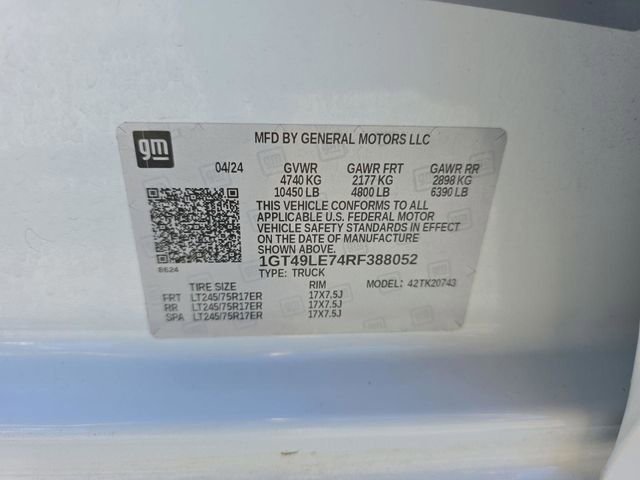 gm
MFD BY GENERAL MOTORS LLC
04/24 GVWR GAWR FRT GAWR RR
4740 KG 2177 KG 2898 KG
10450 LB 4800 LB 6390 LB
THIS VEHICLE CONFORMS TO ALL
APPLICABLE U.S. FEDERAL MOTOR
VEHICLE SAFETY STANDARDS IN EFFECT
ON THE DATE OF MANUFACTURE
SHOWN ABOVE.
8624
1GT49LE74RF388052
TYPE: TRUCK
TIRE SIZE RIM MODEL: 42TK20743
FRT LT245/75R17ER 17X7.5J
RR LT245/75R17ER 17X7.5J
SPA LT245/75R17ER 17X7.5J